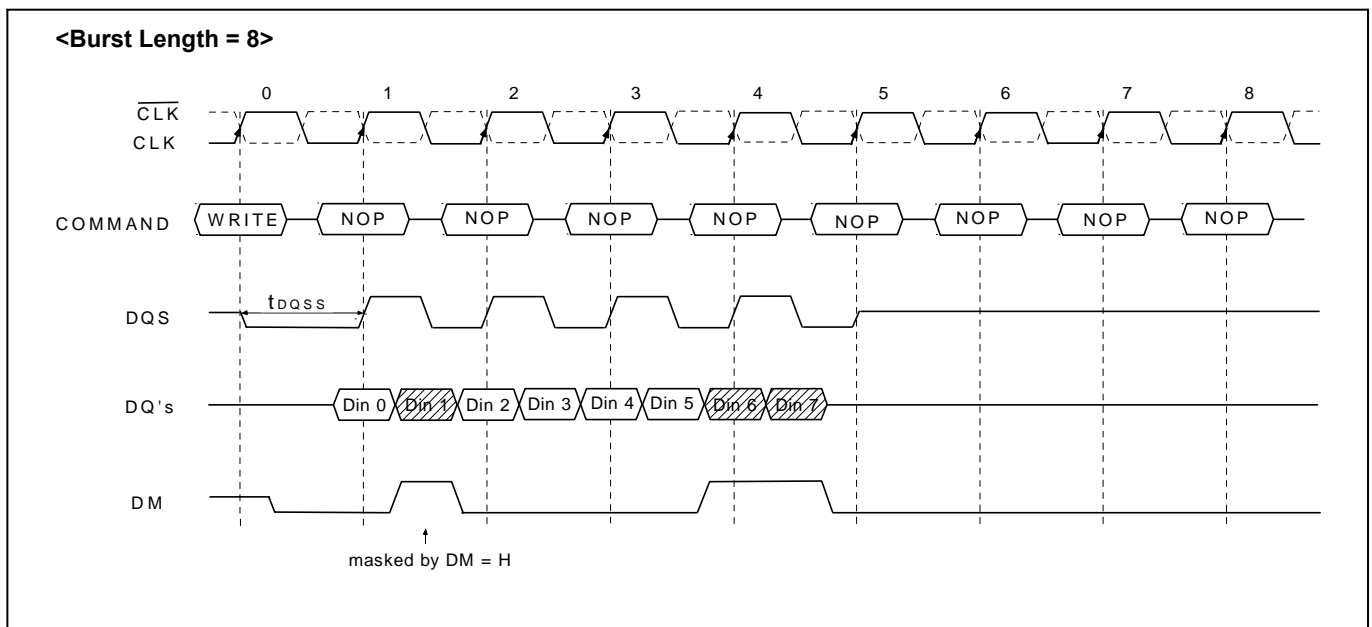 <Burst Length = 8>
0 1 2 3 4 5 6 7 8
CLK
CLK
COMMAND WRITE NOP NOP NOP NOP NOP NOP NOP NOP
tDQSS
DQS
DQ's Din 0 Din 1 Din 2 Din 3 Din 4 Din 5 Din 6 Din 7
DM
masked by DM = H